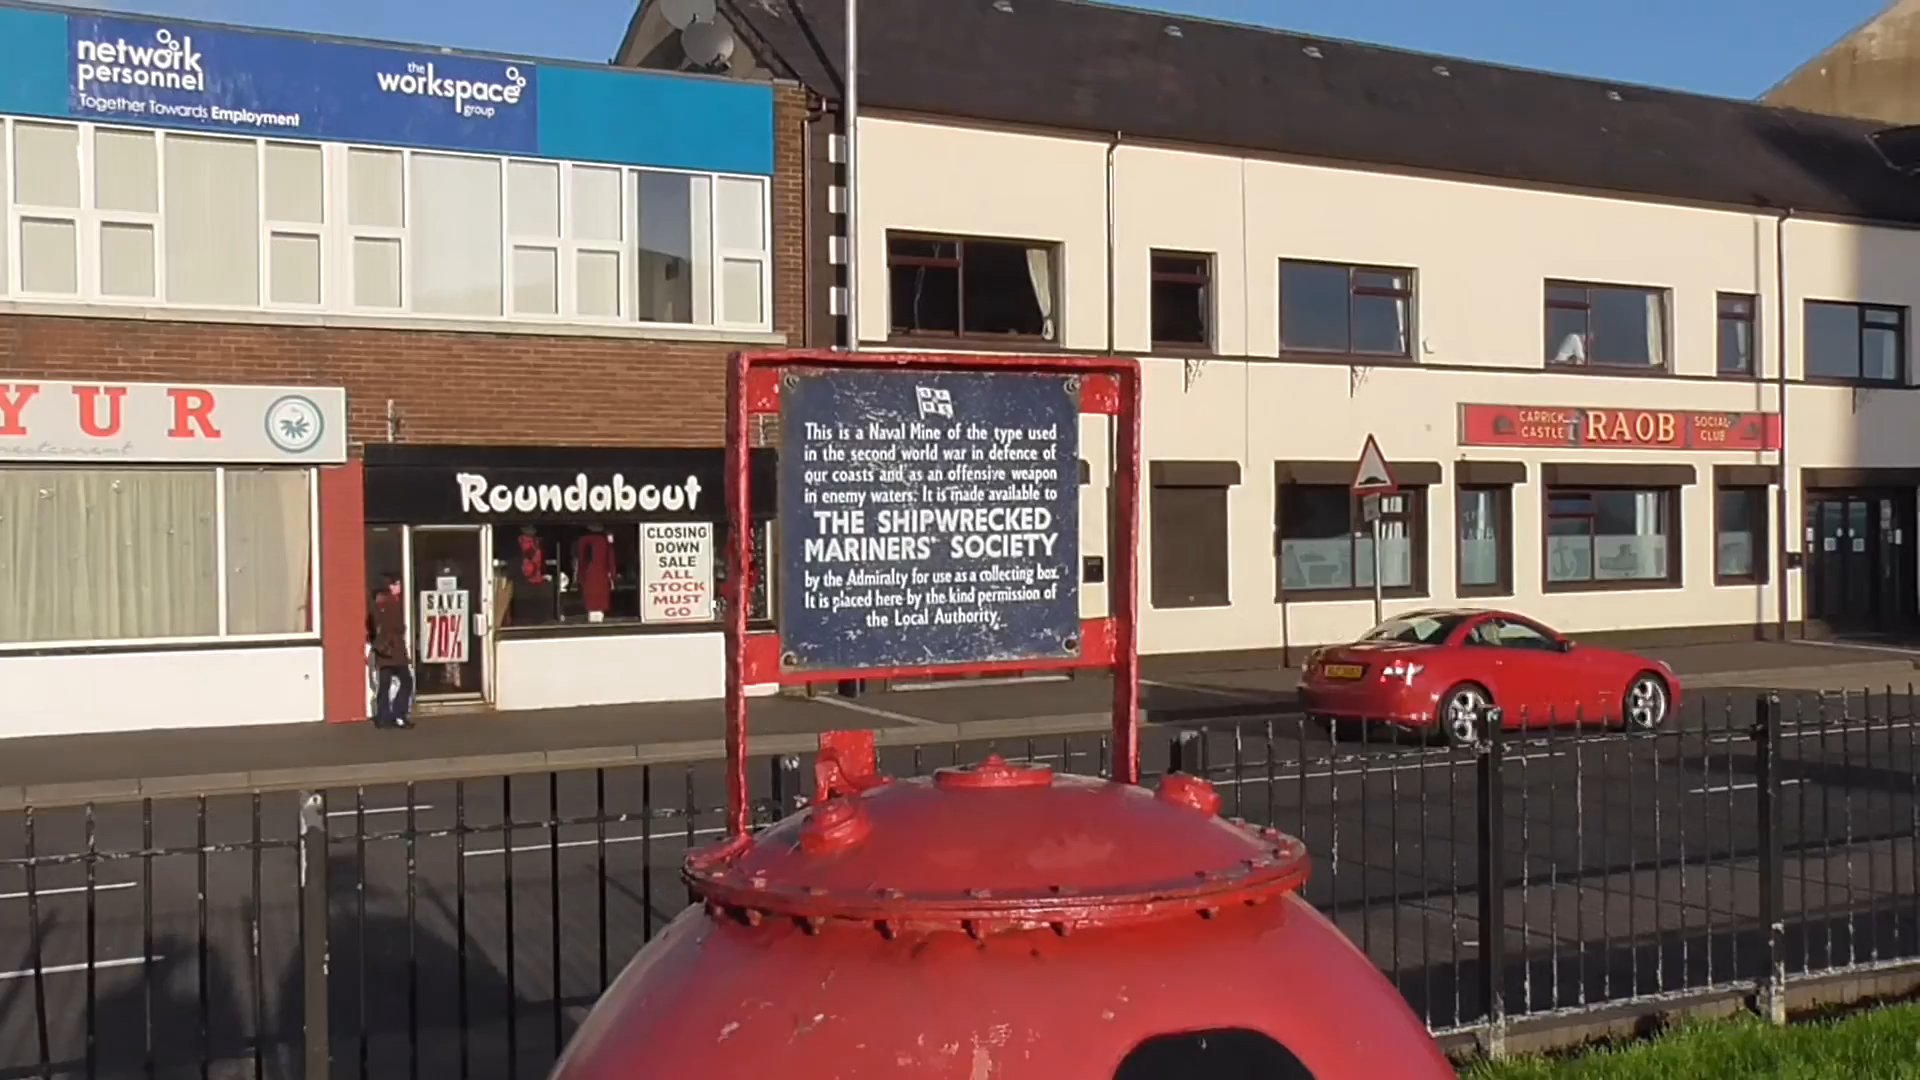 network
personnel
Together Towards Employment
the
workspace
group
YUR
restaurant
Roundabout
CLOSING
DOWN
SALE
ALL
STOCK
MUST
GO
SAVE
70%
This is a Naval Mine of the type used
in the second world war in defence of
our coasts and as an offensive weapon
in enemy waters. It is made available to
THE SHIPWRECKED
MARINERS' SOCIETY
by the Admiralty for use as a collecting box.
It is placed here by the kind permission of
the Local Authority.
CARRICK
CASTLE
RAOB
SOCIAL
CLUB